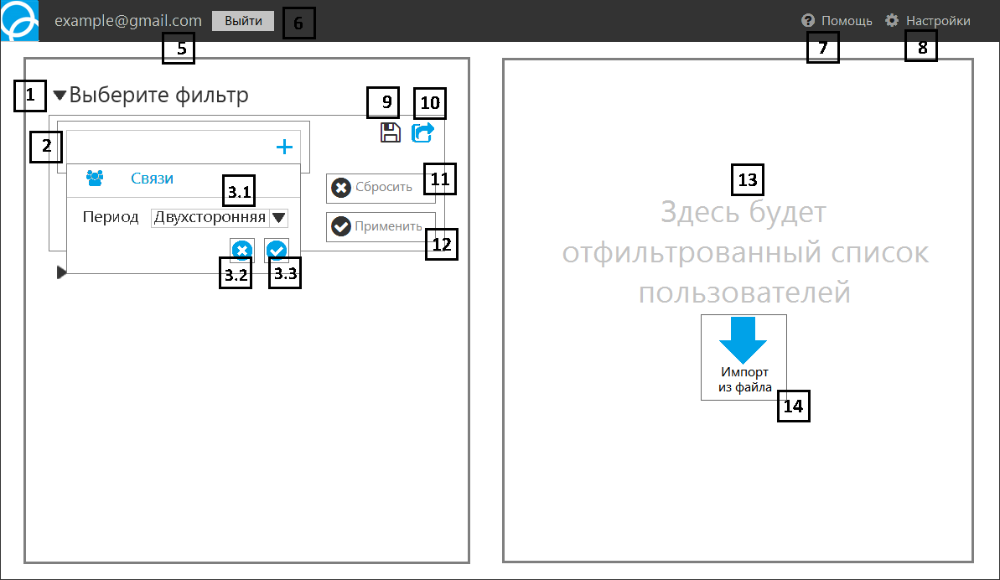 example@gmail.com Выйти 6 Помощь Настройки
5 7 8
1 Выберите фильтр
9 10
2
Связи
3.1
11 Сбросить
Период Двухсторонняя
Применить
12
3.2 3.3
13
Здесь будет
отфильтрованный список
пользователей
Импорт
из файла
14